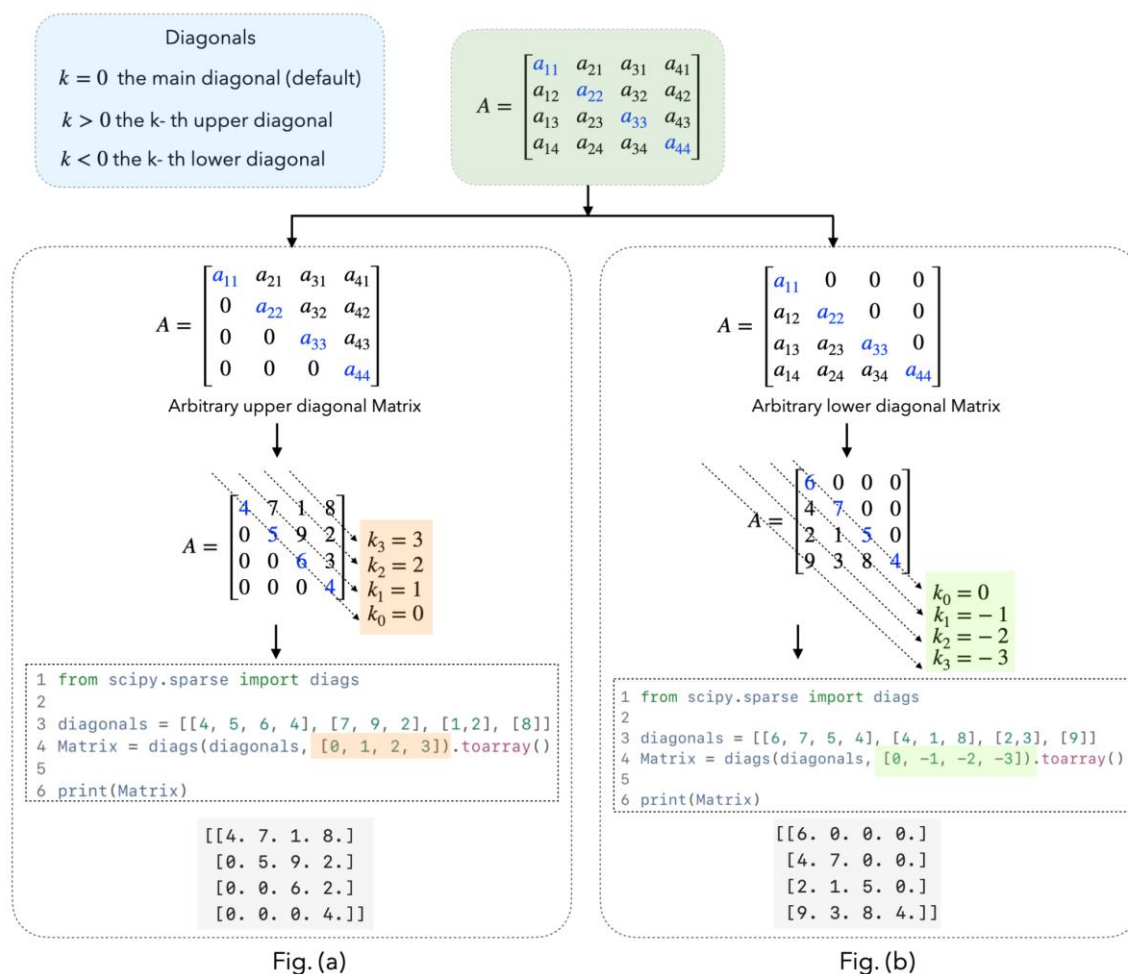 Diagonals
k = 0 the main diagonal (default)
k > 0 the k- th upper diagonal
k < 0 the k- th lower diagonal
a11 a21 a31 a41
a12 a22 a32 a42
A =
a13 a23 a33 a43
a14 a24 a34 a44
a11 a21 a31 a41
0 a22 a32 a42
A =
0 0 a33 a43
0 0 0 a44
Arbitrary upper diagonal Matrix
4 7 1 8
0 5 9 2
A =
0 0 6 3
0 0 0 4
k3 = 3
k2 = 2
k1 = 1
k0 = 0
1 from scipy.sparse import diags
2
3 diagonals = [[4, 5, 6, 4], [7, 9, 2], [1,2], [8]]
4 Matrix = diags(diagonals, [0, 1, 2, 3]).toarray()
5
6 print(Matrix)
[[4. 7. 1. 8.]
[0. 5. 9. 2.]
[0. 0. 6. 2.]
[0. 0. 0. 4.]]
Fig. (a)
a11 0 0 0
a12 a22 0 0
A =
a13 a23 a33 0
a14 a24 a34 a44
Arbitrary lower diagonal Matrix
6 0 0 0
4 7 0 0
A =
2 1 5 0
9 3 8 4
k0 = 0
k1 = − 1
k2 = − 2
k3 = − 3
1 from scipy.sparse import diags
2
3 diagonals = [[6, 7, 5, 4], [4, 1, 8], [2,3], [9]]
4 Matrix = diags(diagonals, [0, −1, −2, −3]).toarray()
5
6 print(Matrix)
[[6. 0. 0. 0.]
[4. 7. 0. 0.]
[2. 1. 5. 0.]
[9. 3. 8. 4.]]
Fig. (b)